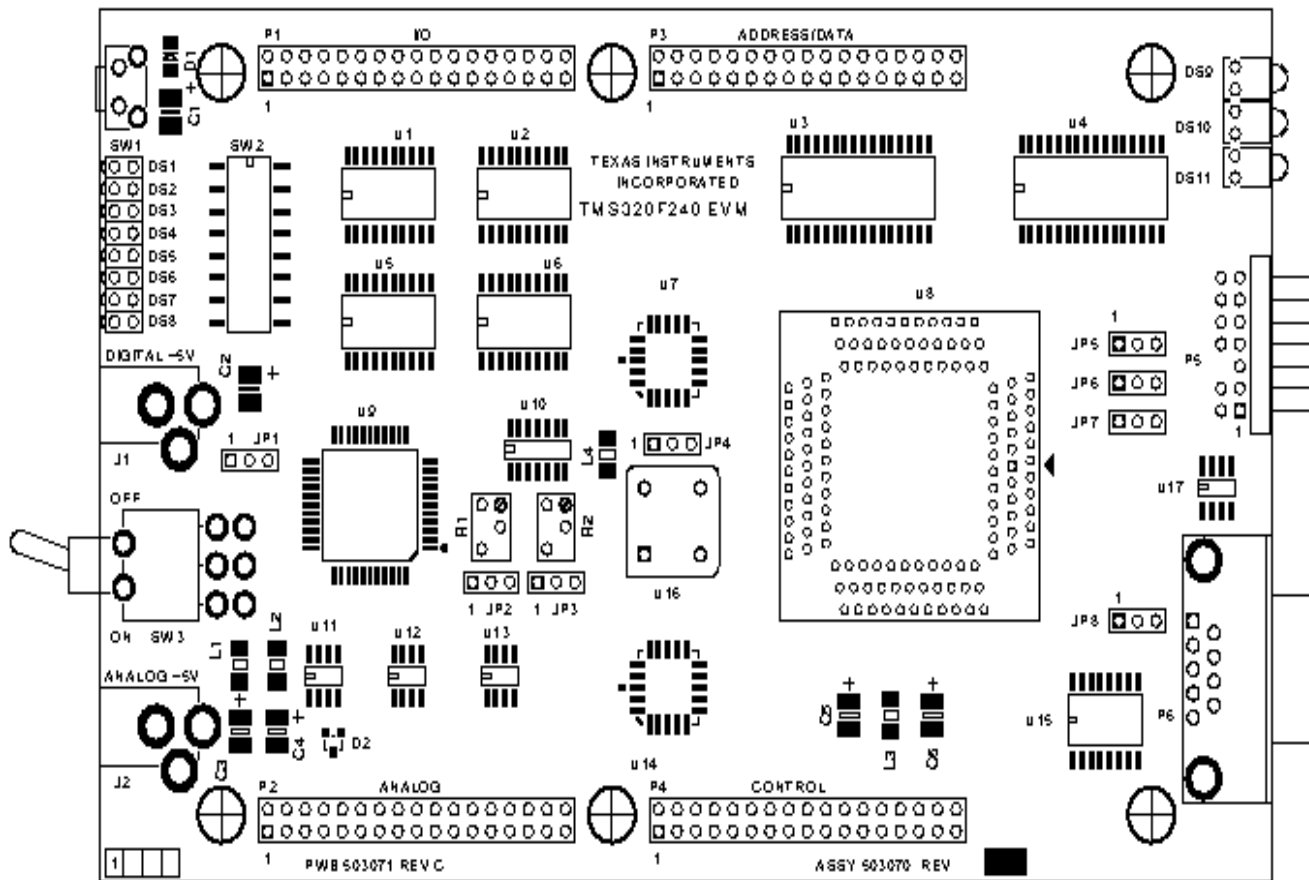 P1 I/O
P3 ADDRESS/DATA
D1
+
C1
1
1
DS9
DS10
DS11
SW1
SW2
DS1
DS2
DS3
DS4
DS5
DS6
DS7
DS8
u1
u2
u3
u4
TEXAS INSTRUMENTS
INCORPORATED
TMS320F240 EVM
u5
u6
u7
u8
DIGITAL -5V
C2
+
J1
1 JP1
u9
u10
L4
1 JP4
1
JP5
JP6
JP7
P5
1
u17
OFF
ON
SW3
R1
R2
1 JP2
1 JP3
u16
1
JP8
P6
L1
L2
u11
u12
u13
ANALOG -5V
+
+
C3
C4
D2
J2
u14
+
L3
+
u15
P2 ANALOG
P4 CONTROL
1
1
1
PWB 503071 REV C
ASSY 503070 REV